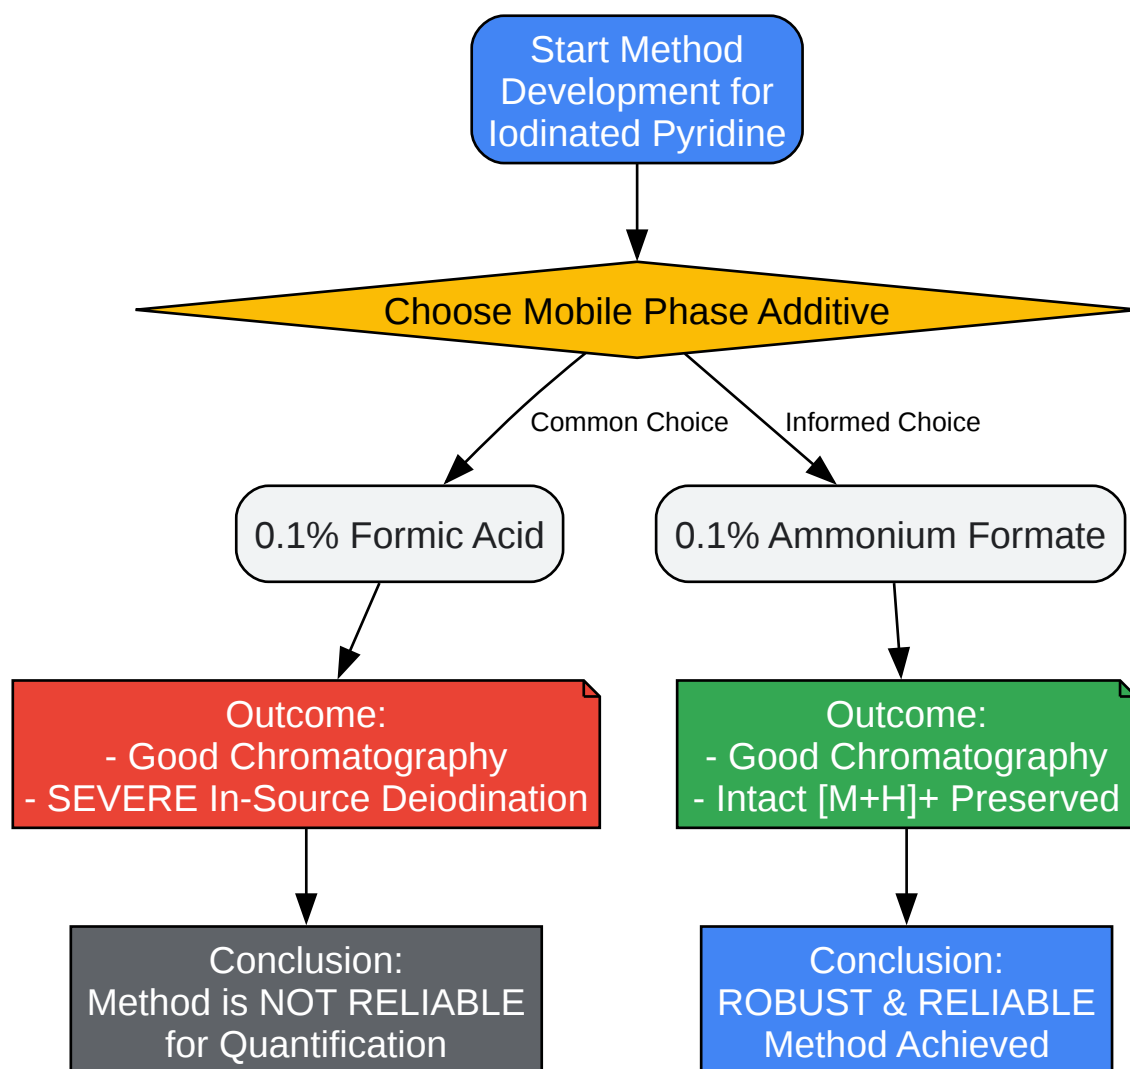 Start Method
Development for
Iodinated Pyridine
Choose Mobile Phase Additive
Common Choice
Informed Choice
0.1% Formic Acid
0.1% Ammonium Formate
Outcome:
- Good Chromatography
- SEVERE In-Source Deiodination
Outcome:
- Good Chromatography
- Intact [M+H]+ Preserved
Conclusion:
Method is NOT RELIABLE
for Quantification
Conclusion:
ROBUST & RELIABLE
Method Achieved